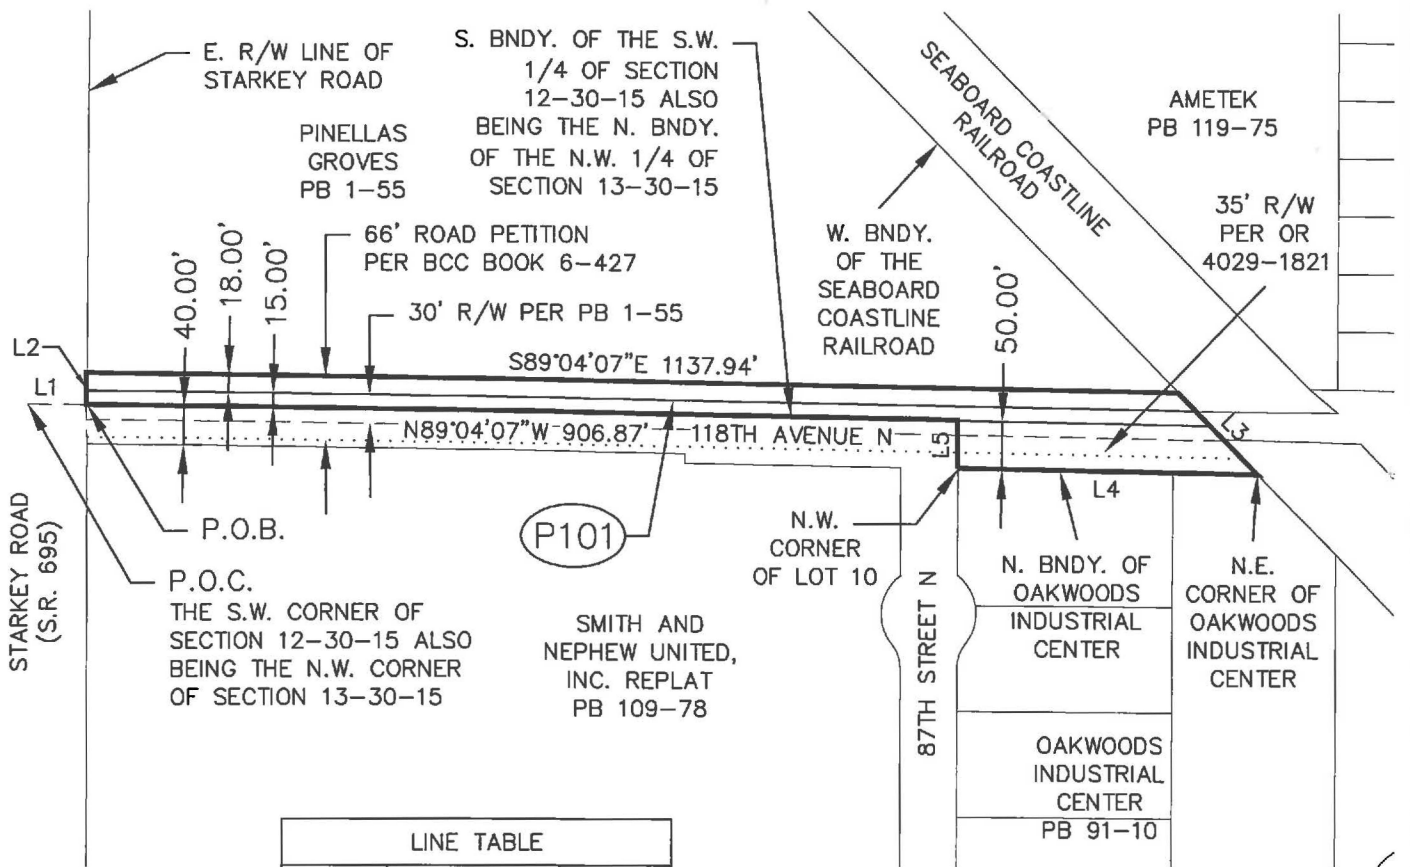 E. R/W LINE OF
STARKEY ROAD
PINELLAS
GROVES
PB 1-55
S. BNDY. OF THE S.W.
1/4 OF SECTION
12-30-15 ALSO
BEING THE N. BNDY.
OF THE N.W. 1/4 OF
SECTION 13-30-15
SEABOARD COASTLINE
RAILROAD
AMETEK
PB 119-75
35' R/W
PER OR
4029-1821
W. BNDY.
OF THE
SEABOARD
COASTLINE
RAILROAD
66' ROAD PETITION
PER BCC BOOK 6-427
30' R/W PER PB 1-55
40.00'
18.00'
15.00'
50.00'
L2
L1
S89°04'07"E 1137.94'
N89°04'07"W 906.87'
118TH AVENUE N
L5
L3
L4
P.O.B.
P.O.C.
THE S.W. CORNER OF
SECTION 12-30-15 ALSO
BEING THE N.W. CORNER
OF SECTION 13-30-15
STARKEY ROAD
(S.R. 695)
P101
SMITH AND
NEPHEW UNITED,
INC. REPLAT
PB 109-78
N.W.
CORNER
OF LOT 10
87TH STREET N
N. BNDY. OF
OAKWOODS
INDUSTRIAL
CENTER
N.E.
CORNER OF
OAKWOODS
INDUSTRIAL
CENTER
OAKWOODS
INDUSTRIAL
CENTER
PB 91-10
LINE TABLE